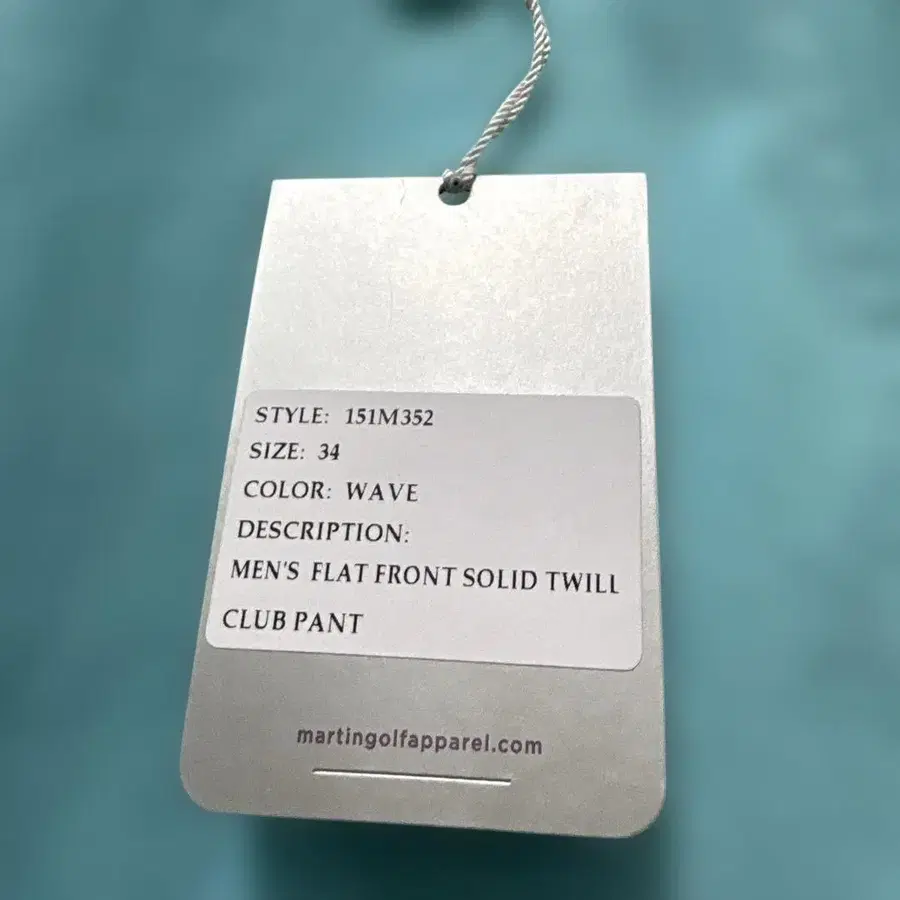 STYLE: 151M352
SIZE: 34
COLOR: WAVE
DESCRIPTION:
MEN'S FLAT FRONT SOLID TWILL
CLUB PANT
martingolfapparel.com